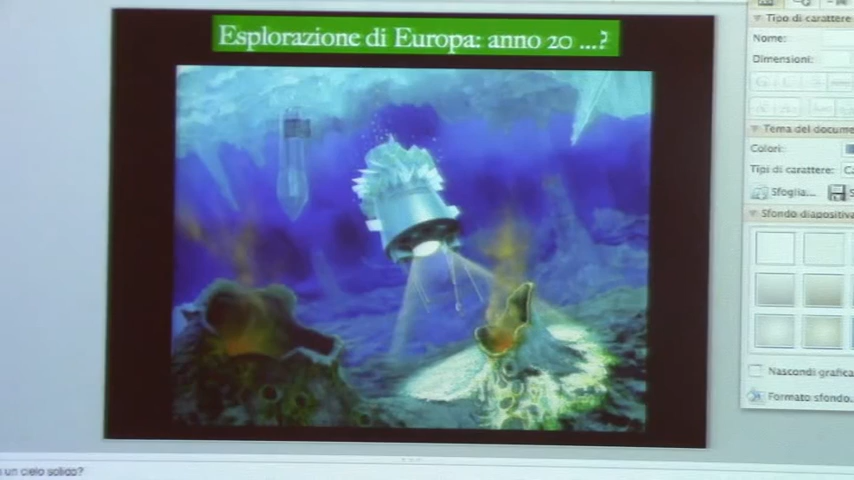 Esplorazione di Europa: anno 20 ...?
Tipo di carattere
Nome:
Dimensioni:
Tema del docume
Colori:
Tipi di carattere:
Sfoglia...
Sfondo diapositiva
Nascondi grafica
Formato sfondo.
un cielo solido?